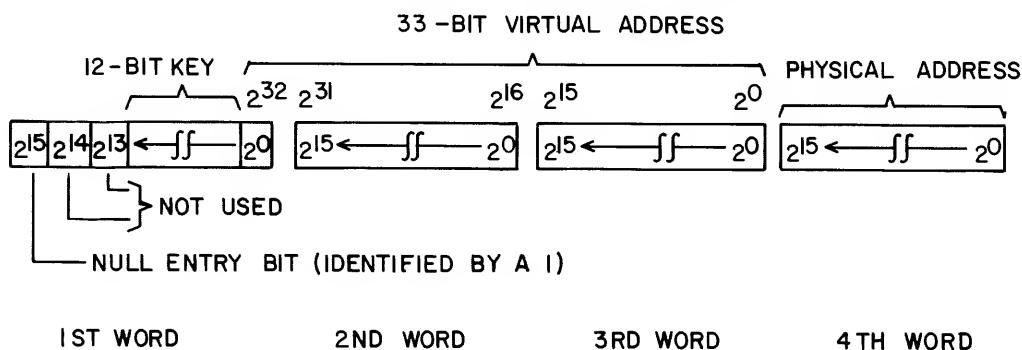 33-BIT VIRTUAL ADDRESS
12-BIT KEY
PHYSICAL ADDRESS
2^32 2^31 2^16 2^15 2^0
2^15 2^14 2^13 2^0 2^15 2^0 2^15 2^0 2^15 2^0
NOT USED
NULL ENTRY BIT (IDENTIFIED BY A 1)
1ST WORD 2ND WORD 3RD WORD 4TH WORD